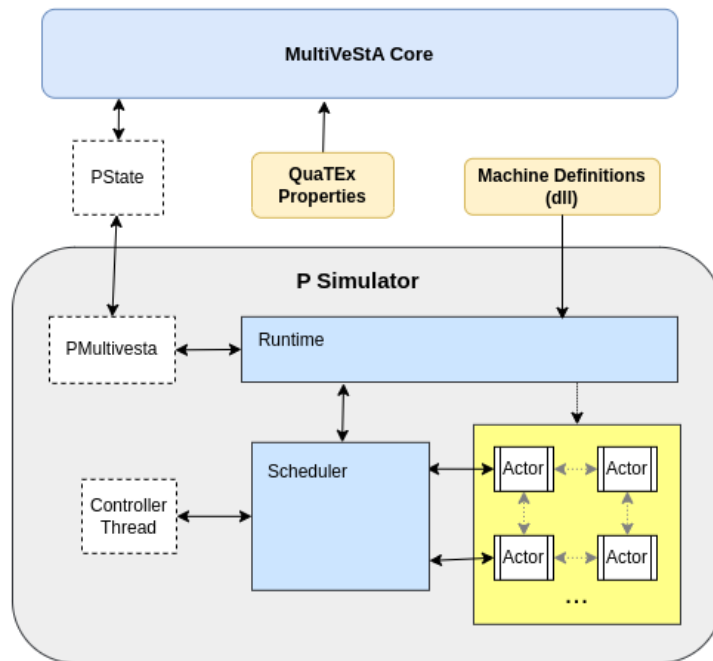 MultiVeStA Core
PState
QuaTEx
Properties
Machine Definitions
(dll)
P Simulator
PMultivesta
Runtime
Scheduler
Controller
Thread
Actor
Actor
Actor
Actor
...